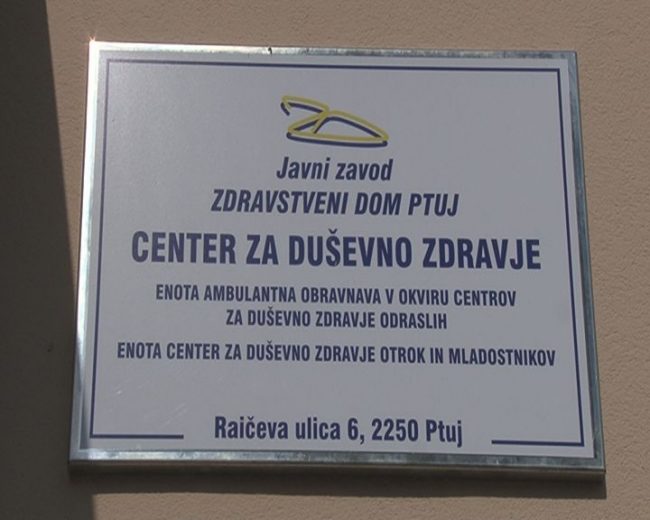 Javni zavod
ZDRAVSTVENI DOM PTUJ
CENTER ZA DUŠEVNO ZDRAVJE
ENOTA AMBULANTNA OBRAVNAVA V OKVIRU CENTROV
ZA DUŠEVNO ZDRAVJE ODRASLIH
ENOTA CENTER ZA DUŠEVNO ZDRAVJE OTROK IN MLADOSTNIKOV
Raičeva ulica 6, 2250 Ptuj